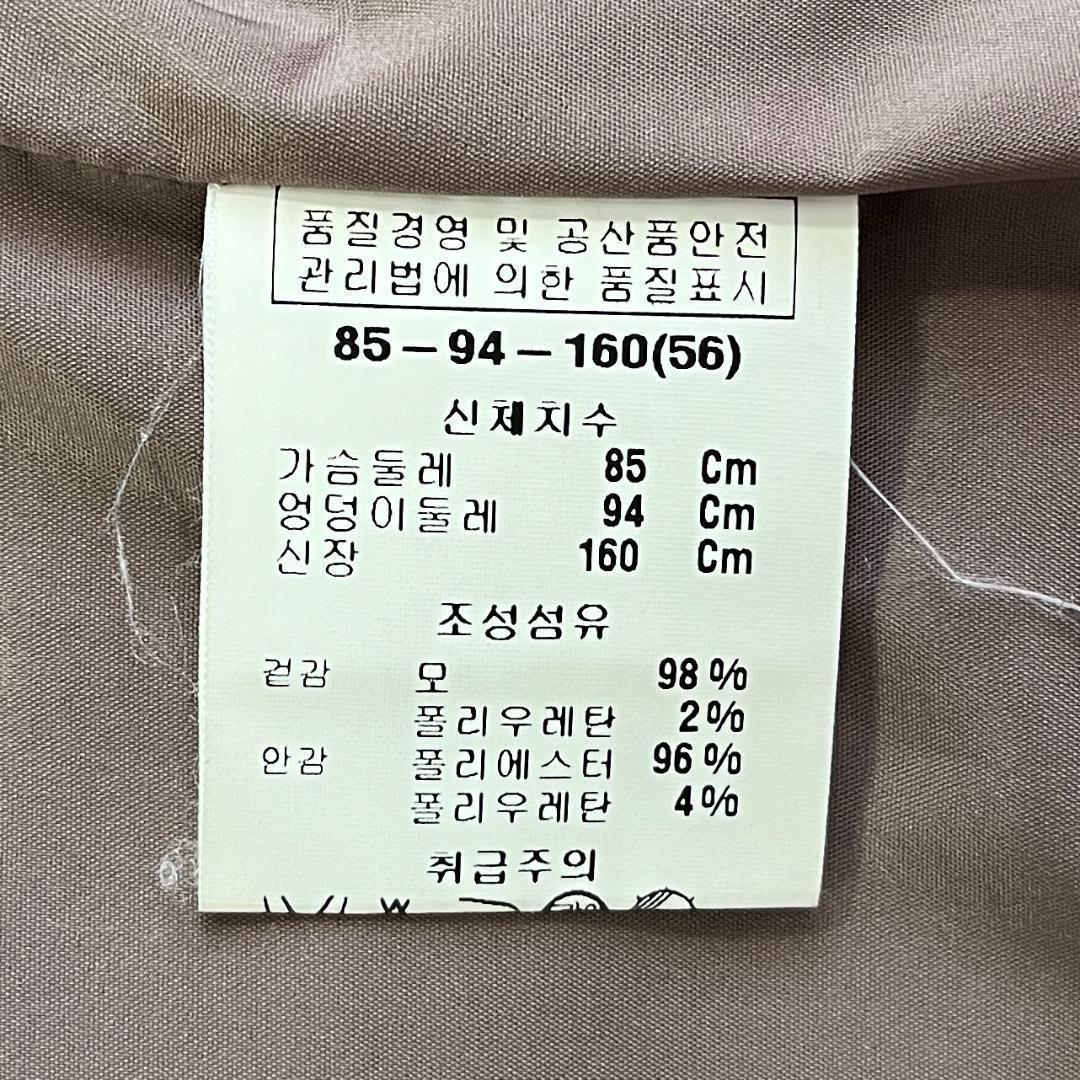 품질경영 및 공산품안전
관리법에 의한 품질표시
85-94-160(56)
신체치수
가슴둘레 85 Cm
엉덩이둘레 94 Cm
신장 160 Cm
조성섬유
겉감 모 98%
폴리우레탄 2%
안감 폴리에스터 96%
폴리우레탄 4%
취급주의